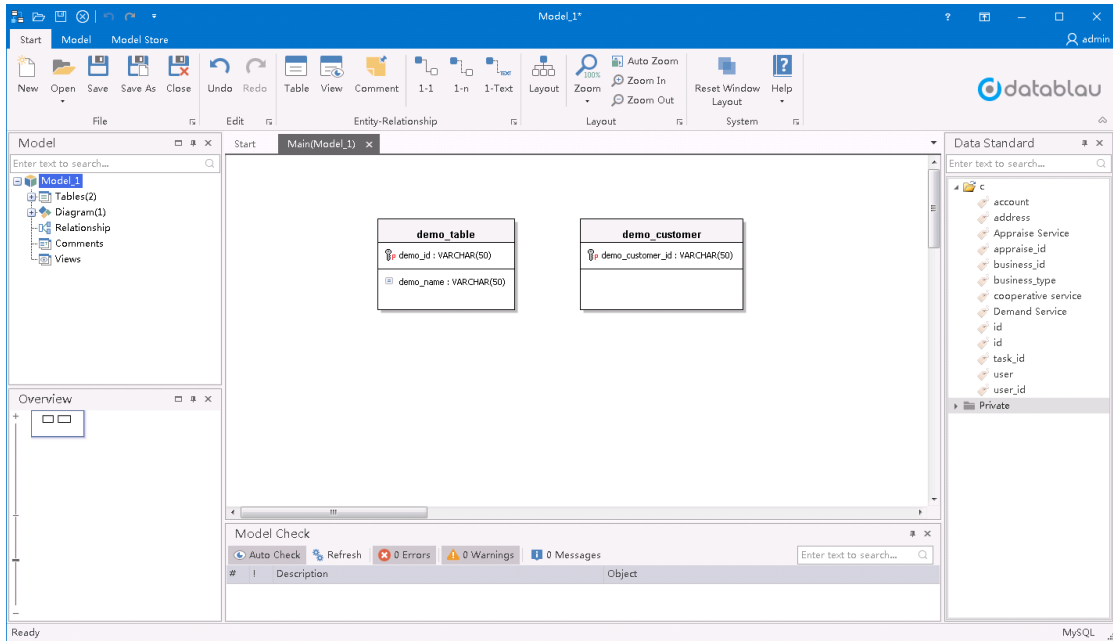 Model_1*
Start Model Model Store
admin
New Open Save Save As Close Undo Redo Table View Comment 1-1 1-n 1-Text Layout Zoom Auto Zoom Zoom In Zoom Out Reset Window Layout Help
100%
TEXT
datablau
File Edit Entity-Relationship Layout System
Model
Enter text to search...
Model_1
Tables(2)
Diagram(1)
Relationship
Comments
Views
Overview
Start Main(Model_1)
demo_table
demo_id : VARCHAR(50)
demo_name : VARCHAR(50)
demo_customer
demo_customer_id : VARCHAR(50)
Model Check
Auto Check Refresh 0 Errors 0 Warnings 0 Messages Enter text to search...
# ! Description Object
Data Standard
Enter text to search...
c
account
address
Appraise Service
appraise_id
business_id
business_type
cooperative service
Demand Service
id
id
task_id
user
user_id
Private
Ready MySQL